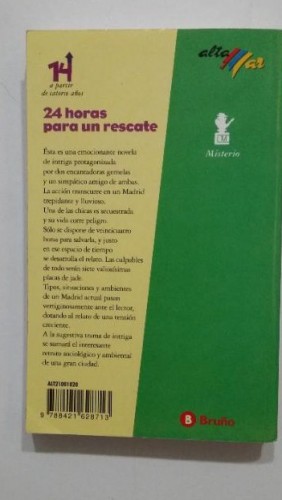 14
a partir
de catorce años
alta
mar
24 horas
para un rescate
Misterio
Ésta es una emocionante novela
de intriga protagonizada
por dos encantadoras gemelas
y un simpático amigo de ambas.
La acción transcurre en un Madrid
trepidante y lluvioso.
Una de las chicas es secuestrada
y su vida corre peligro.
Sólo se dispone de veinticuatro
horas para salvarla, y justo
en ese espacio de tiempo
se desarrolla el relato. Las culpables
de todo serán siete valiosísimas
placas de jade.
Tipos, situaciones y ambientes
de un Madrid actual pasan
vertiginosamente ante el lector,
dotando al relato de una tensión
creciente.
A la sugestiva trama de intriga
se sumará el interesante
retrato sociológico y ambiental
de una gran ciudad.
9 788421 628713
B Bruño